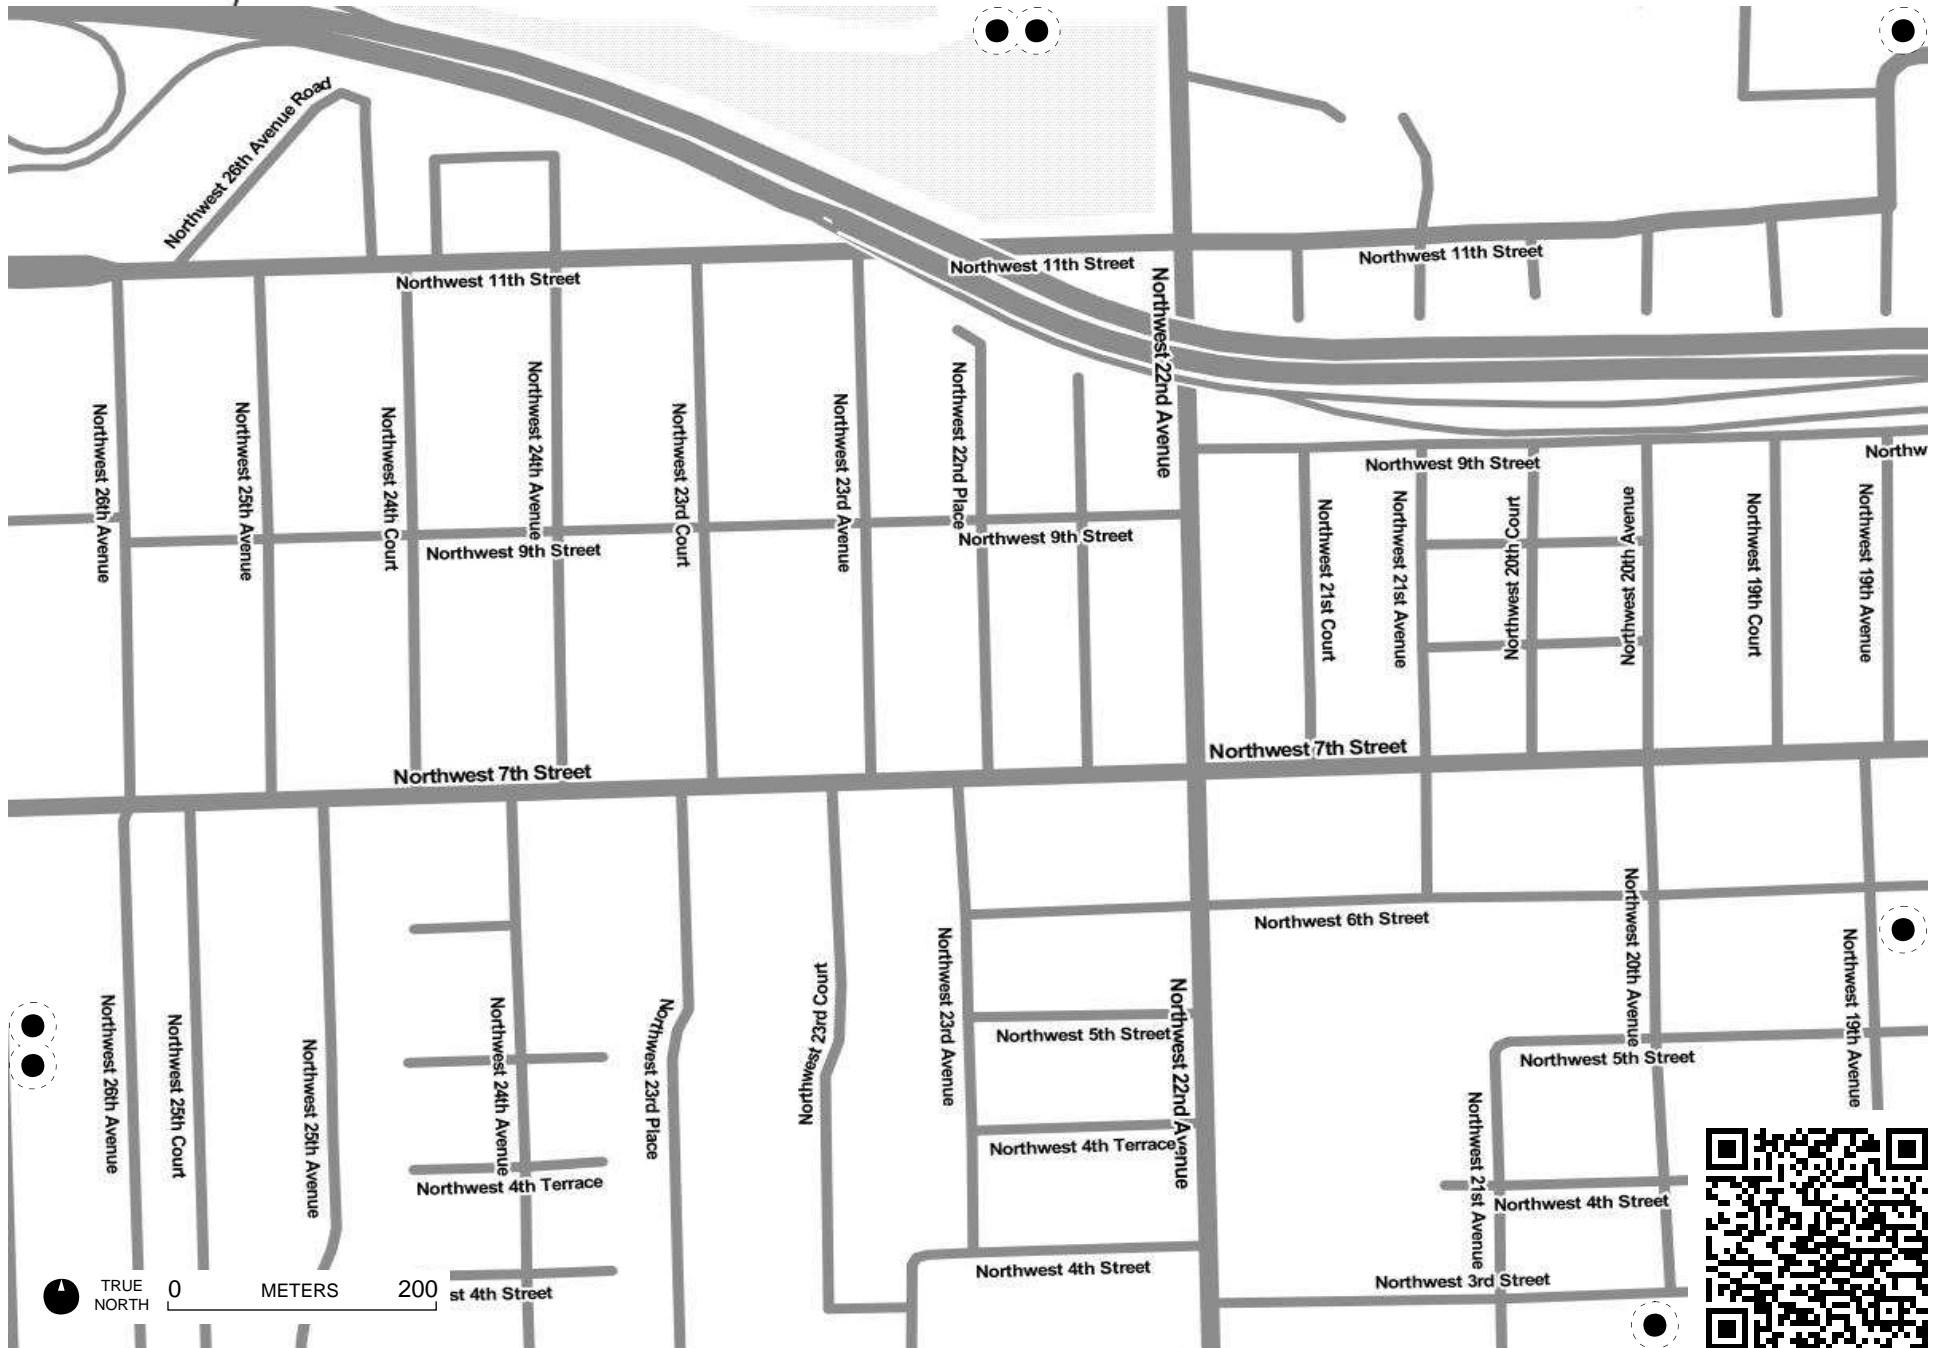 Northwest 26th Avenue Road
Northwest 11th Street
Northwest 11th Street
Northwest 11th Street
Northwest 22nd Avenue
Northwest 26th Avenue
Northwest 25th Avenue
Northwest 24th Court
Northwest 24th Avenue
Northwest 23rd Court
Northwest 23rd Avenue
Northwest 22nd Place
Northwest 9th Street
Northw
Northwest 21st Court
Northwest 21st Avenue
Northwest 20th Court
Northwest 20th Avenue
Northwest 19th Court
Northwest 19th Avenue
Northwest 9th Street
Northwest 9th Street
Northwest 7th Street
Northwest 7th Street
Northwest 6th Street
Northwest 26th Avenue
Northwest 25th Court
Northwest 25th Avenue
Northwest 24th Avenue
Northwest 23rd Place
Northwest 23rd Court
Northwest 23rd Avenue
Northwest 22nd Avenue
Northwest 20th Avenue
Northwest 19th Avenue
Northwest 5th Street
Northwest 5th Street
Northwest 21st Avenue
Northwest 4th Terrace
Northwest 4th Terrace
Northwest 4th Street
Northwest 4th Street
Northwest 3rd Street
st 4th Street
TRUE
NORTH
0 METERS 200